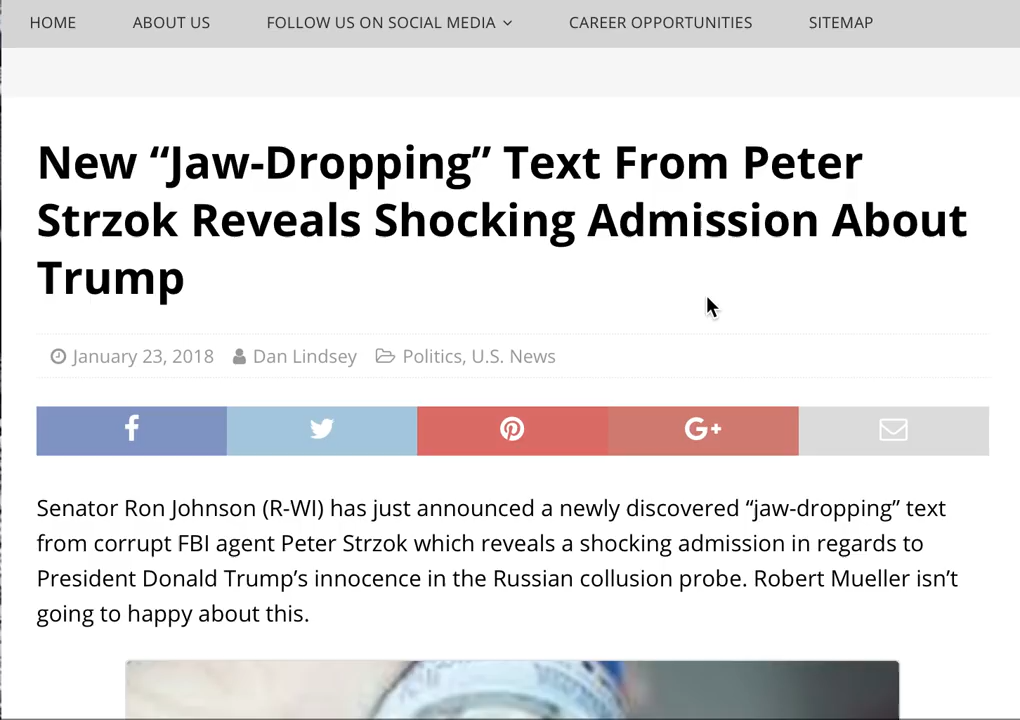 HOME ABOUT US FOLLOW US ON SOCIAL MEDIA CAREER OPPORTUNITIES SITEMAP
New “Jaw-Dropping” Text From Peter
Strzok Reveals Shocking Admission About
Trump
January 23, 2018 Dan Lindsey Politics, U.S. News
f G+
Senator Ron Johnson (R-WI) has just announced a newly discovered “jaw-dropping” text
from corrupt FBI agent Peter Strzok which reveals a shocking admission in regards to
President Donald Trump’s innocence in the Russian collusion probe. Robert Mueller isn’t
going to happy about this.